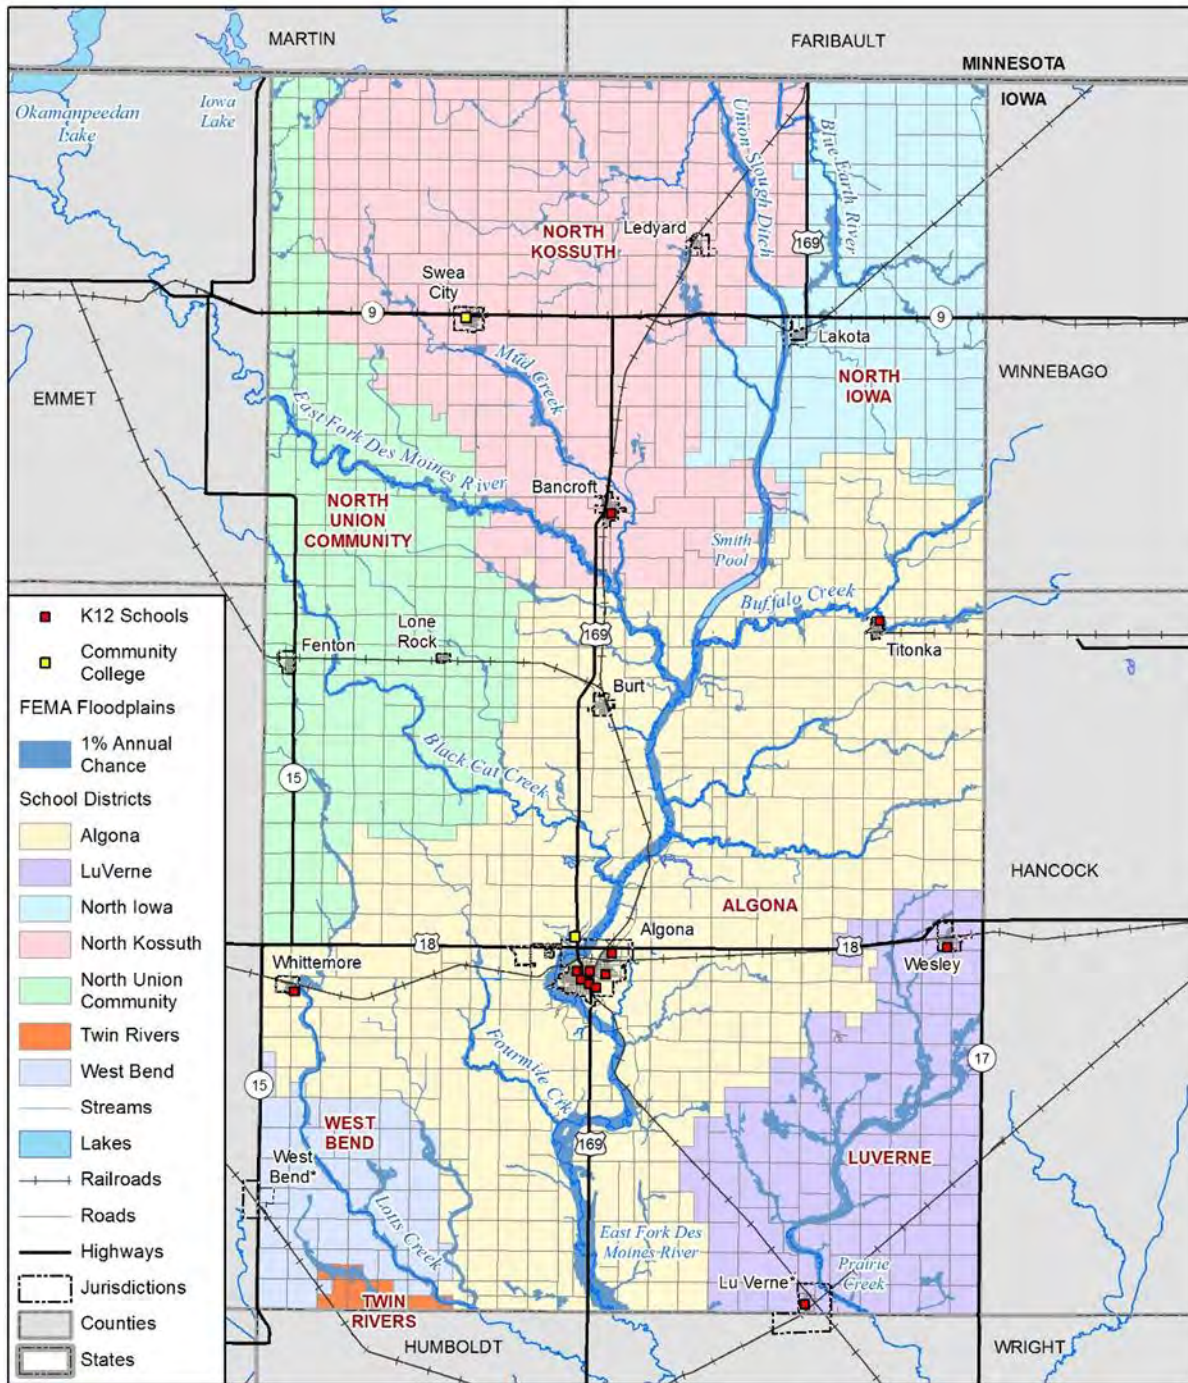 MARTIN
FARIBAULT
MINNESOTA
IOWA
Okamanpeedan
Lake
Iowa
Lake
Union Slough Ditch
Blue Earth River
NORTH
KOSSUTH
Ledyard
169
Swea
City
9
9
Lakota
Mud Creek
NORTH
IOWA
WINNEBAGO
EMMET
East Fork Des Moines River
Bancroft
NORTH
UNION
COMMUNITY
Smith
Pool
Buffalo Creek
Titonka
169
Lone
Rock
Fenton
Burt
Black Cat Creek
15
K12 Schools
Community
College
FEMA Floodplains
1% Annual
Chance
School Districts
Algona
LuVerne
North Iowa
North Kossuth
North Union
Community
Twin Rivers
West Bend
Streams
Lakes
Railroads
Roads
Highways
Jurisdictions
Counties
States
HANCOCK
ALGONA
Algona
18
18
Wesley
Whittemore
Fourmile Crk
17
15
169
WEST
BEND
West
Bend*
LUVERNE
Lotts Creek
East Fork Des
Moines River
Prairie
Creek
Lu Verne*
TWIN
RIVERS
HUMBOLDT
WRIGHT